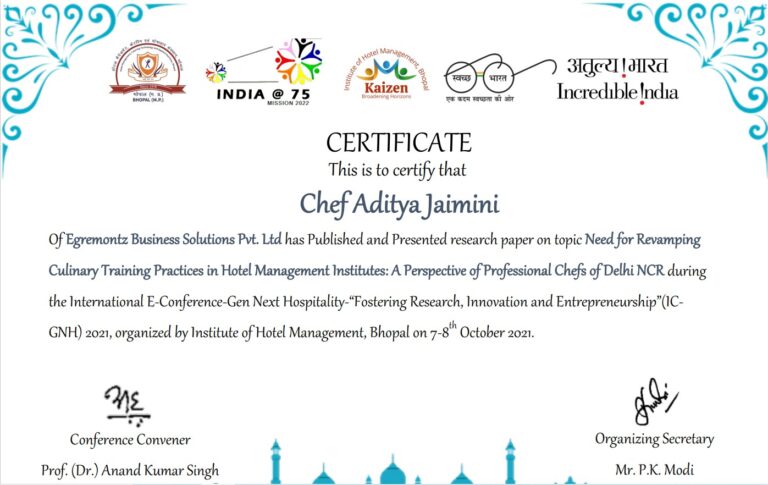 BHOPAL (M.P.)
भोपाल (म. प्र.)
INDIA @ 75
MISSION 2022
Institute of Hotel Management, Bhopal
Kaizen
Broadening Horizons
स्वच्छ भारत
एक कदम स्वच्छता की ओर
अतुल्य ! भारत
Incredible !ndia
CERTIFICATE
This is to certify that
Chef Aditya Jaimini
Of Egremontz Business Solutions Pvt. Ltd has Published and Presented research paper on topic Need for Revamping
Culinary Training Practices in Hotel Management Institutes: A Perspective of Professional Chefs of Delhi NCR during
the International E-Conference-Gen Next Hospitality-“Fostering Research, Innovation and Entrepreneurship”(IC-
GNH) 2021, organized by Institute of Hotel Management, Bhopal on 7-8th October 2021.
Conference Convener
Organizing Secretary
Prof. (Dr.) Anand Kumar Singh
Mr. P.K. Modi